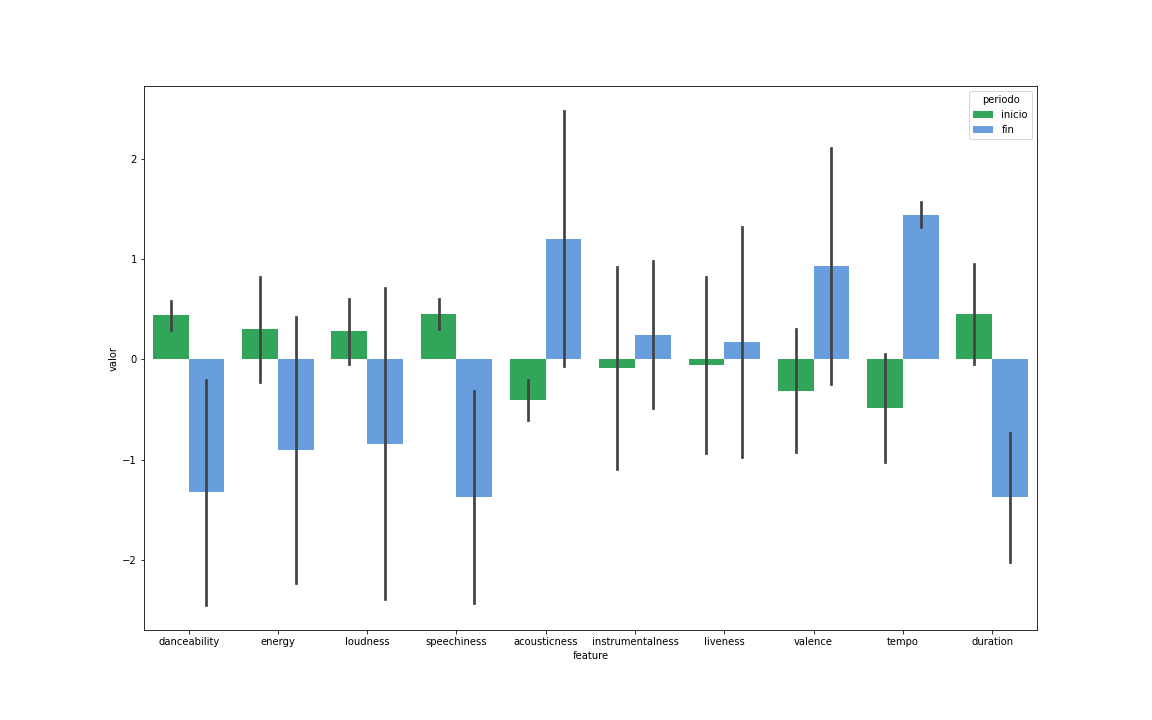 periodo
inicio
fin
2
1
0
−1
−2
valor
danceability energy loudness speechiness acousticness instrumentalness liveness valence tempo duration
feature